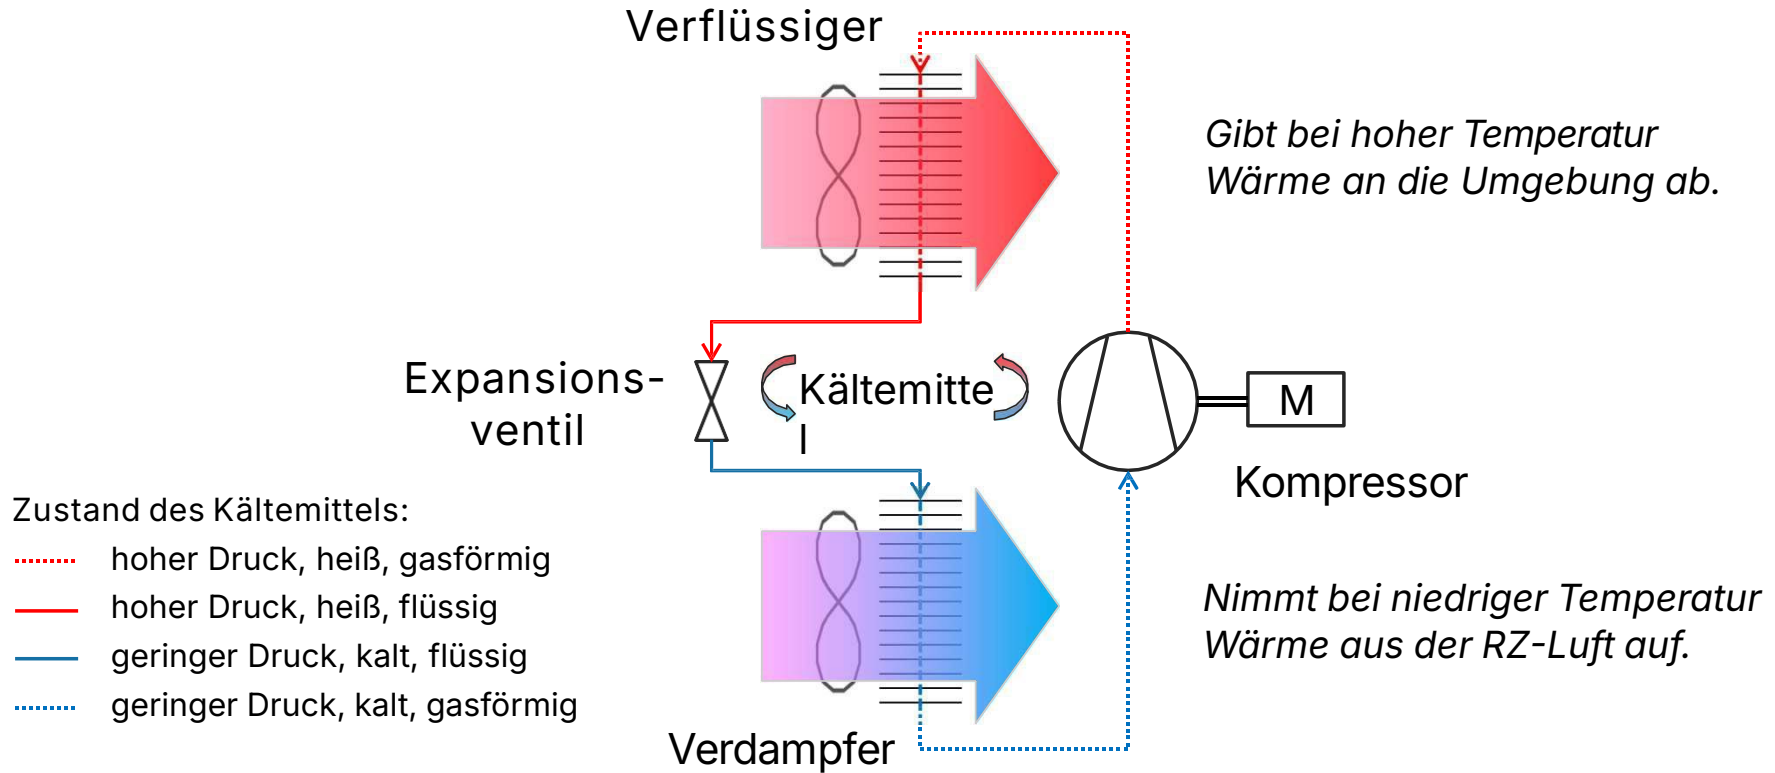 Verflüssiger
Gibt bei hoher Temperatur
Wärme an die Umgebung ab.
Expansions-
ventil
Kältemitte
l
M
Kompressor
Zustand des Kältemittels:
hoher Druck, heiß, gasförmig
hoher Druck, heiß, flüssig
geringer Druck, kalt, flüssig
geringer Druck, kalt, gasförmig
Nimmt bei niedriger Temperatur
Wärme aus der RZ-Luft auf.
Verdampfer